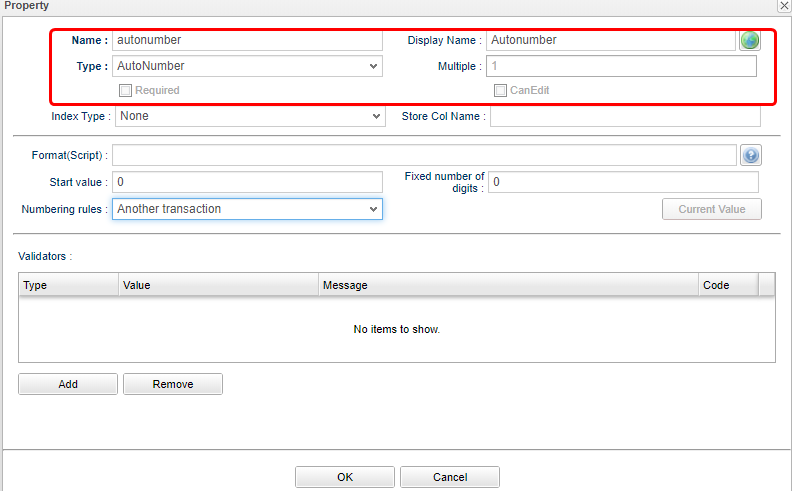 Property
Name : autonumber Display Name : Autonumber
Type : AutoNumber Multiple : 1
Required CanEdit
Index Type : None Store Col Name :
Format(Script) :
Start value : 0 Fixed number of digits : 0
Numbering rules : Another transaction Current Value
Validators :
Type Value Message Code
No items to show.
Add Remove
OK Cancel